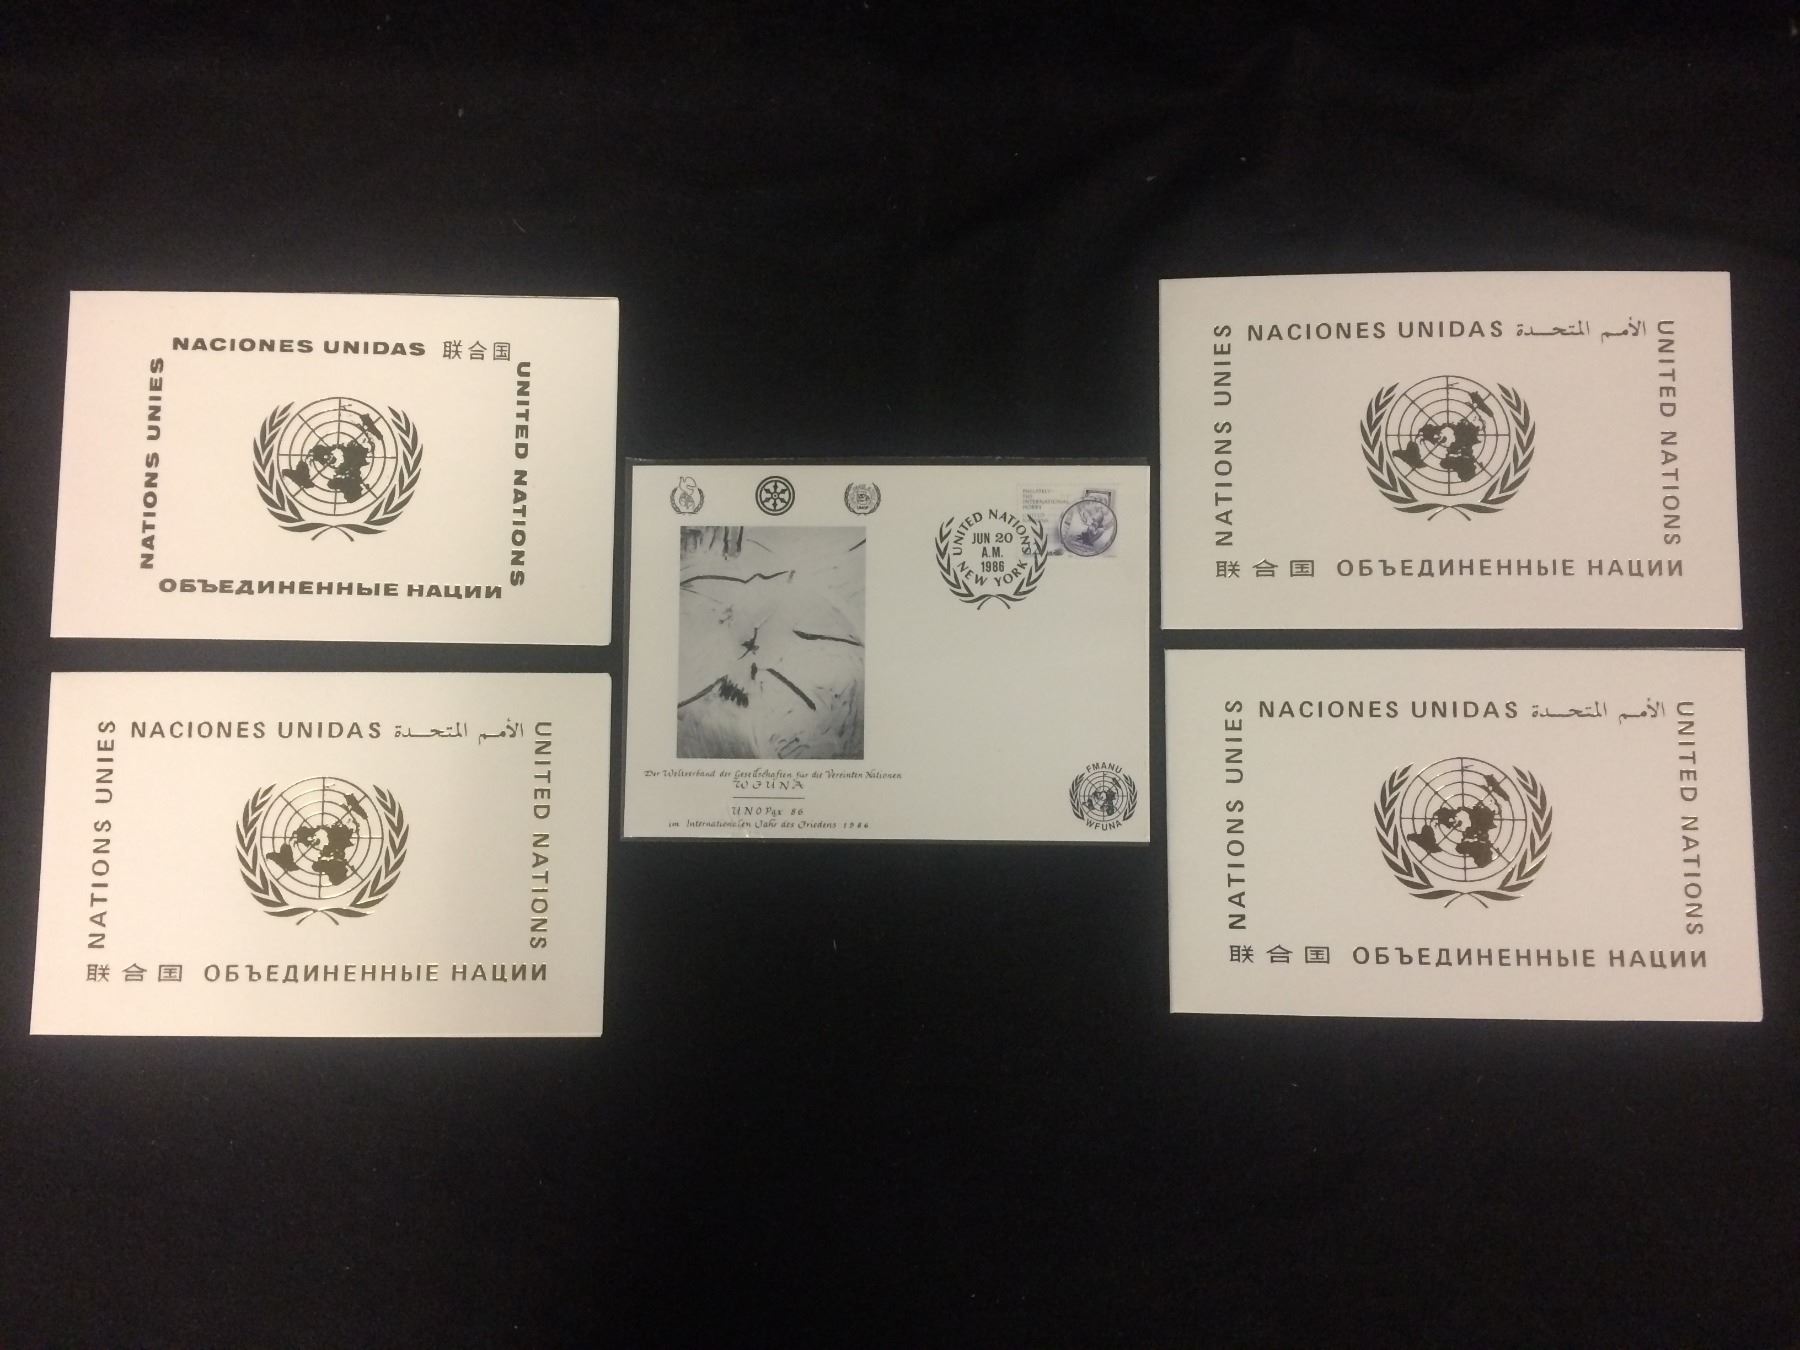 NACIONES UNIDAS 联合国
NATIONS UNIES
UNITED NATIONS
ОБЪЕДИНЕННЫЕ НАЦИИ
NACIONES UNIDAS الأمم المتحدة
NATIONS UNIES
UNITED NATIONS
联合国 ОБЪЕДИНЕННЫЕ НАЦИИ
PHILATELY-
THE
INTERNATIONAL
HOBBY
UNITED NATIONS
JUN 20
A.M.
1986
NEW YORK
Der Weltverband der Gesellschaften für die Vereinten Nationen
WFUNA
UNOPax 86
im Internationalen Jahr des Friedens 1986
FMANU
WFUNA
NACIONES UNIDAS الأمم المتحدة
NATIONS UNIES
UNITED NATIONS
联合国 ОБЪЕДИНЕННЫЕ НАЦИИ
NACIONES UNIDAS الأمم المتحدة
NATIONS UNIES
UNITED NATIONS
联合国 ОБЪЕДИНЕННЫЕ НАЦИИ